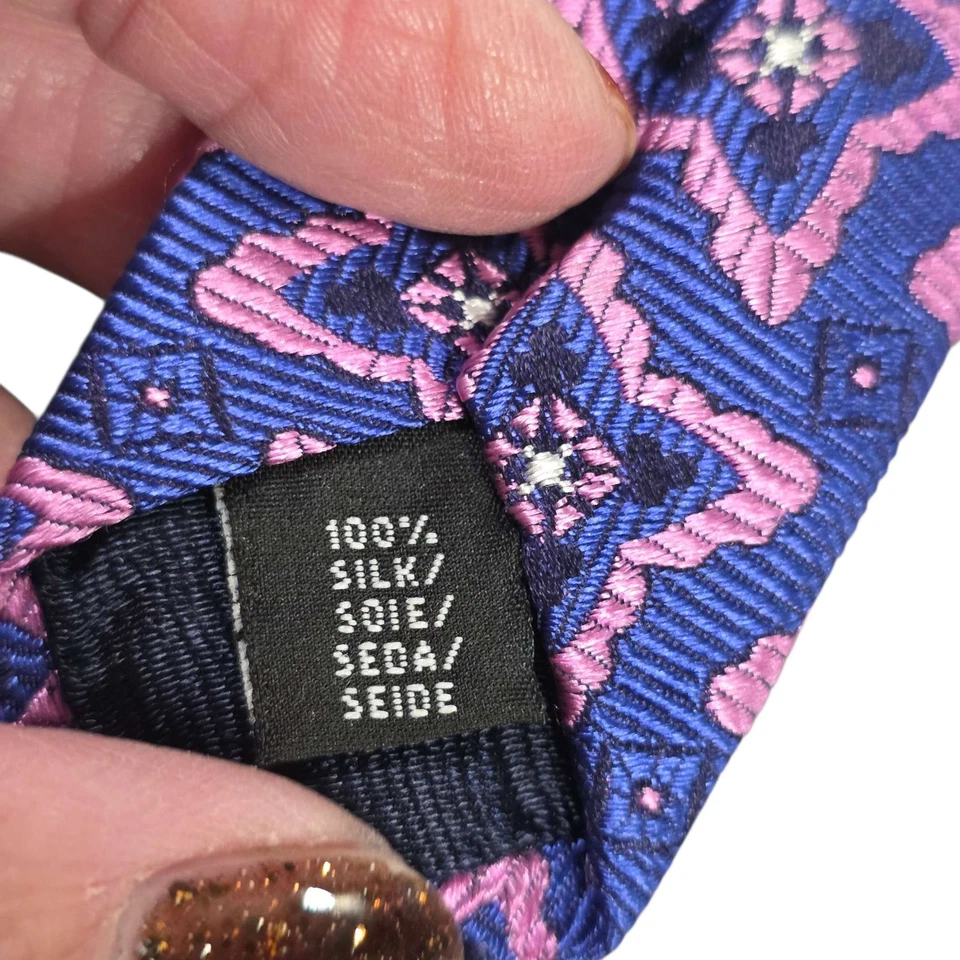 100%
SILK/
SOIE/
SEDA/
SEIDE